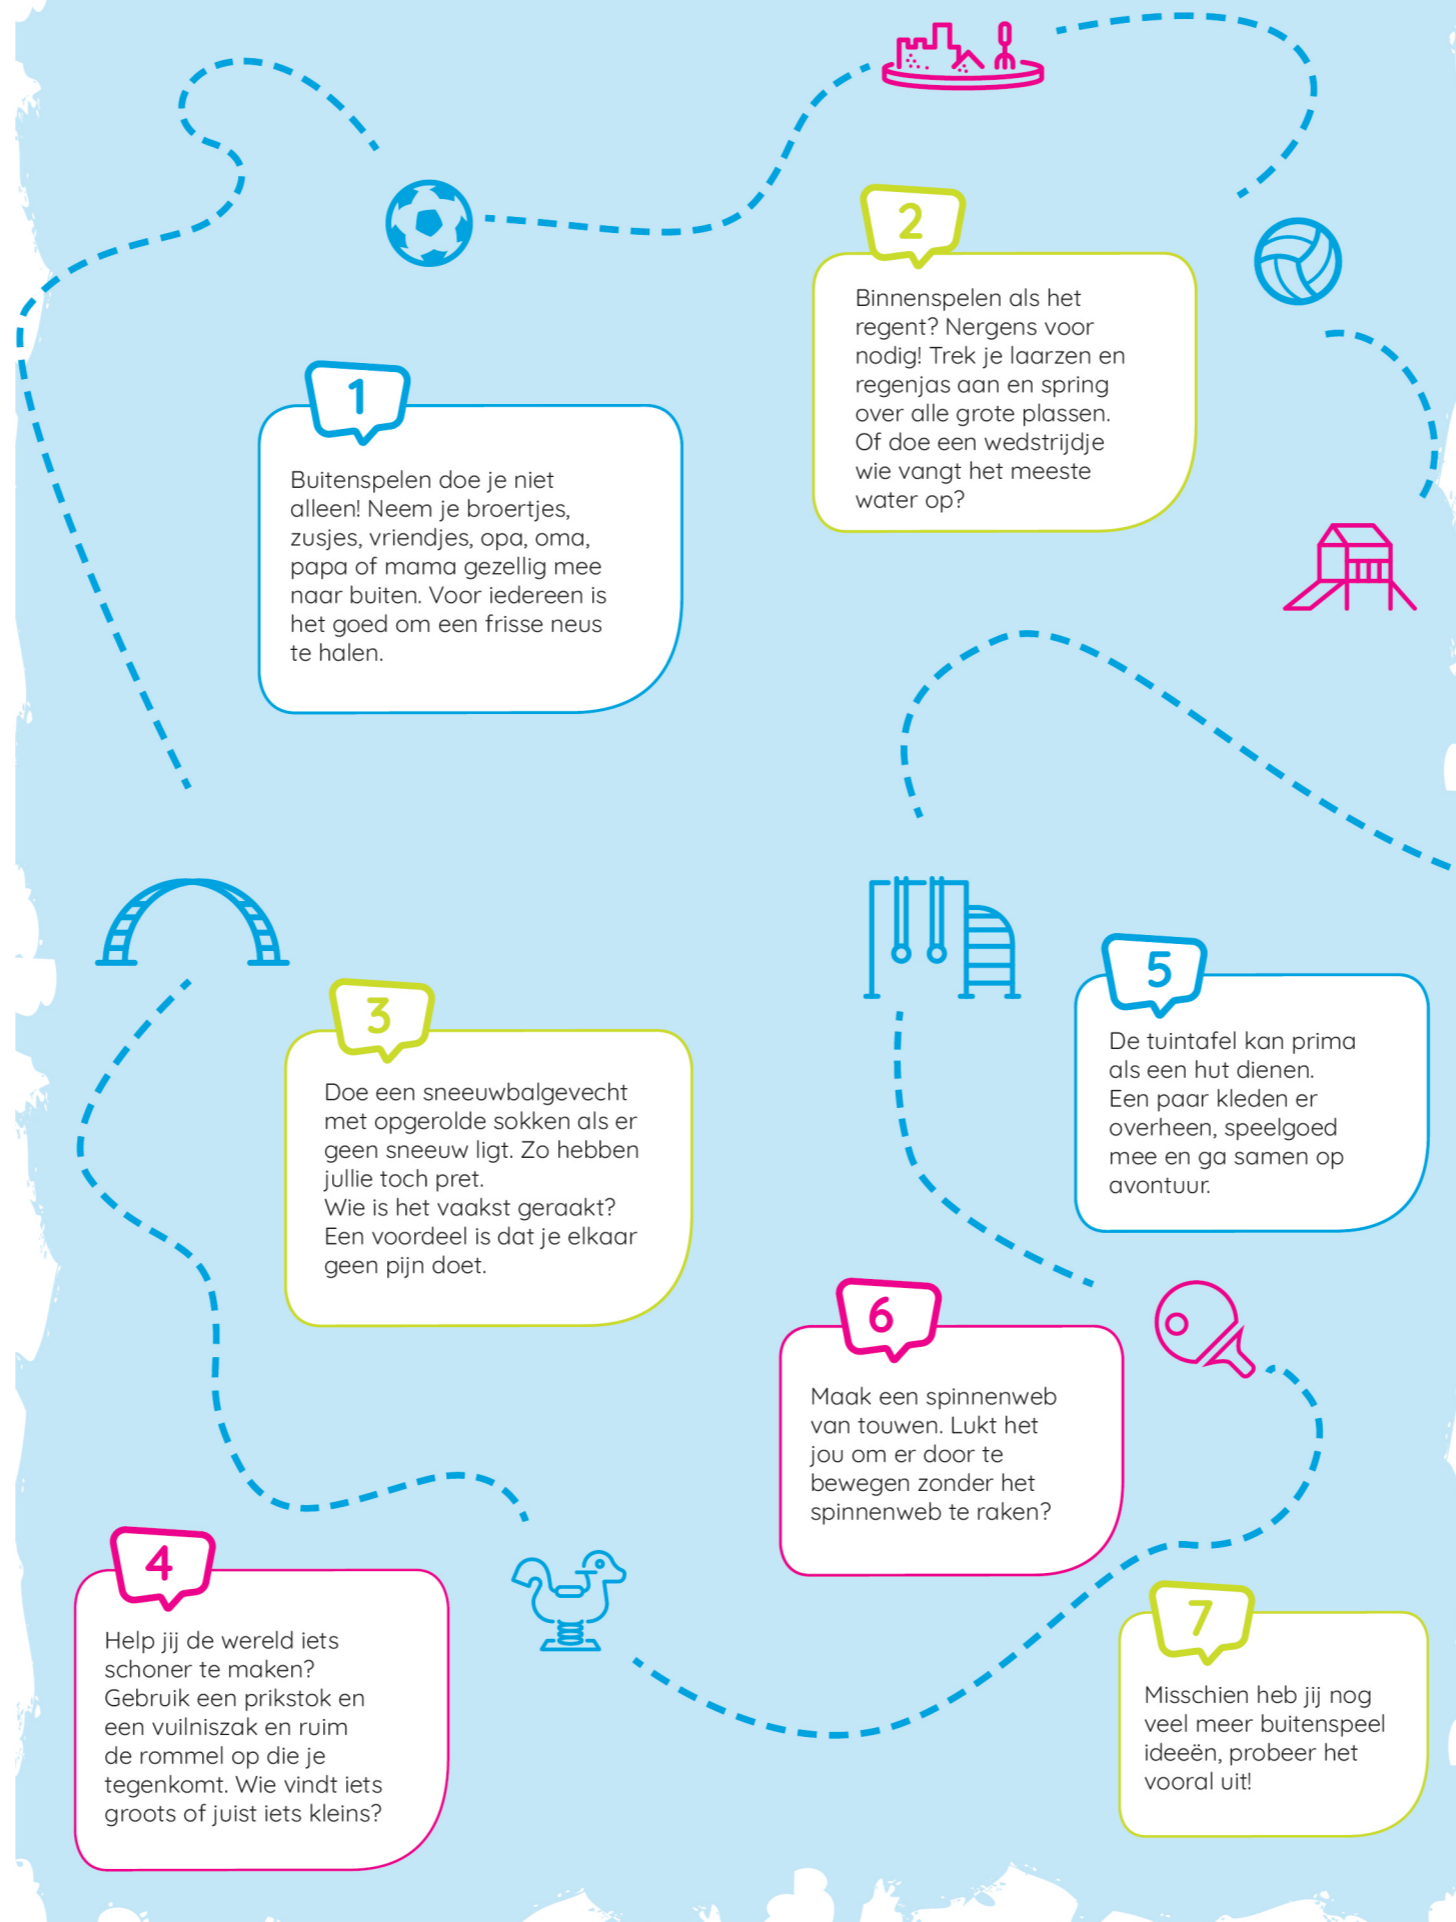 1
Buitenspelen doe je niet
alleen! Neem je broertjes,
zusjes, vriendjes, opa, oma,
papa of mama gezellig mee
naar buiten. Voor iedereen is
het goed om een frisse neus
te halen.
2
Binnenspelen als het
regent? Nergens voor
nodig! Trek je laarzen en
regenjas aan en spring
over alle grote plassen.
Of doe een wedstrijdje
wie vangt het meeste
water op?
3
Doe een sneeuwbalgevecht
met opgerolde sokken als er
geen sneeuw ligt. Zo hebben
jullie toch pret.
Wie is het vaakst geraakt?
Een voordeel is dat je elkaar
geen pijn doet.
4
Help jij de wereld iets
schoner te maken?
Gebruik een prikstok en
een vuilniszak en ruim
de rommel op die je
tegenkomt. Wie vindt iets
groots of juist iets kleins?
5
De tuintafel kan prima
als een hut dienen.
Een paar kleden er
overheen, speelgoed
mee en ga samen op
avontuur.
6
Maak een spinnenweb
van touwen. Lukt het
jou om er door te
bewegen zonder het
spinnenweb te raken?
7
Misschien heb jij nog
veel meer buitenspeel
ideeën, probeer het
vooral uit!